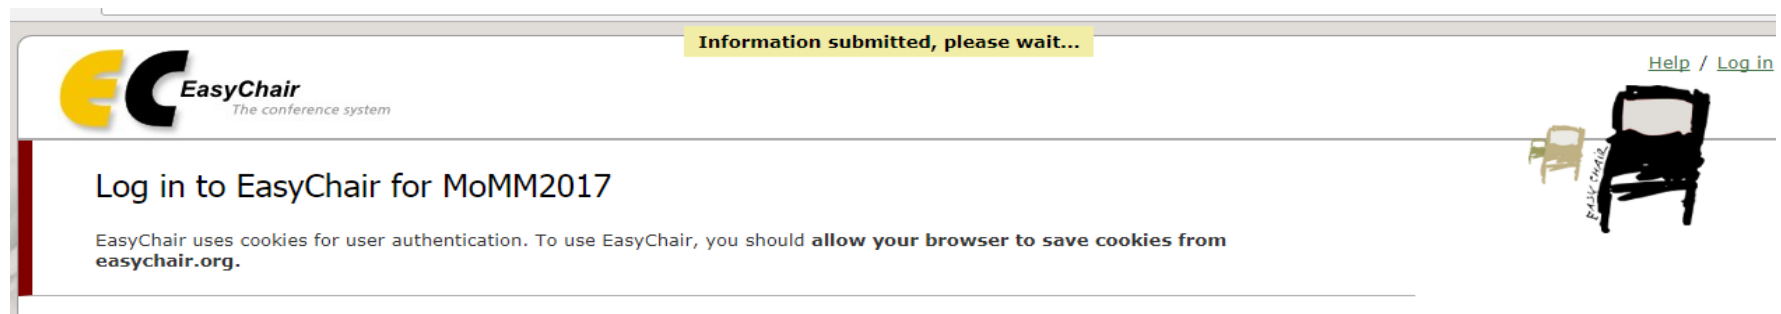 Information submitted, please wait...
Help / Log in
EC
EasyChair
The conference system
EASY CHAIR
Log in to EasyChair for MoMM2017
EasyChair uses cookies for user authentication. To use EasyChair, you should allow your browser to save cookies from
easychair.org.